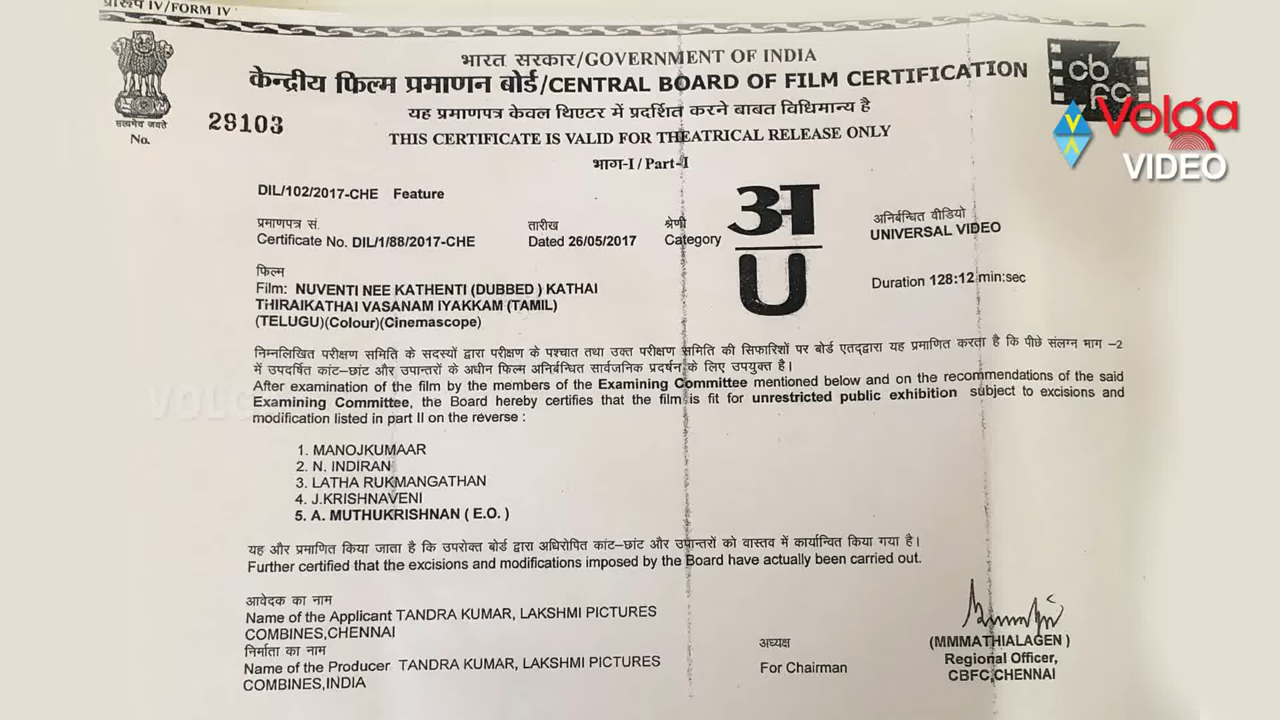 प्रारूप IV/FORM IV
भारत सरकार/GOVERNMENT OF INDIA
केन्द्रीय फिल्म प्रमाणन बोर्ड/CENTRAL BOARD OF FILM CERTIFICATION
यह प्रमाणपत्र केवल थिएटर में प्रदर्शित करने बाबत विधिमान्य है
THIS CERTIFICATE IS VALID FOR THEATRICAL RELEASE ONLY
भाग-I / Part-I
सत्यमेव जयते
No.
29103
cb
fc
Volga
VIDEO
DIL/102/2017-CHE Feature
प्रमाणपत्र सं.
Certificate No. DIL/1/88/2017-CHE
तारीख
Dated 26/05/2017
श्रेणी
Category
अ
U
अनिर्बन्धित वीडियो
UNIVERSAL VIDEO
Duration 128:12 min:sec
फिल्म
Film: NUVENTI NEE KATHENTI (DUBBED ) KATHAI
THIRAIKATHAI VASANAM IYAKKAM (TAMIL)
(TELUGU)(Colour)(Cinemascope)
निम्नलिखित परीक्षण समिति के सदस्यों द्वारा परीक्षण के पश्चात तथा उक्त परीक्षण समिति की सिफारिशों पर बोर्ड एतद्द्वारा यह प्रमाणित करता है कि पीछे संलग्न भाग -2
में उपदर्षित कांट-छांट और उपान्तरों के अधीन फिल्म अनिर्बन्धित सार्वजनिक प्रदर्षन के लिए उपयुक्त है।
After examination of the film by the members of the Examining Committee mentioned below and on the recommendations of the said
Examining Committee, the Board hereby certifies that the film is fit for unrestricted public exhibition subject to excisions and
modification listed in part II on the reverse :
1. MANOJKUMAAR
2. N. INDIRAN
3. LATHA RUKMANGATHAN
4. J.KRISHNAVENI
5. A. MUTHUKRISHNAN ( E.O. )
यह और प्रमाणित किया जाता है कि उपरोक्त बोर्ड द्वारा अधिरोपित कांट-छांट और उपान्तरों को वास्तव में कार्यान्वित किया गया है।
Further certified that the excisions and modifications imposed by the Board have actually been carried out.
आवेदक का नाम
Name of the Applicant TANDRA KUMAR, LAKSHMI PICTURES
COMBINES,CHENNAI
निर्माता का नाम
Name of the Producer TANDRA KUMAR, LAKSHMI PICTURES
COMBINES,INDIA
अध्यक्ष
For Chairman
(MMMATHIALAGEN )
Regional Officer,
CBFC,CHENNAI